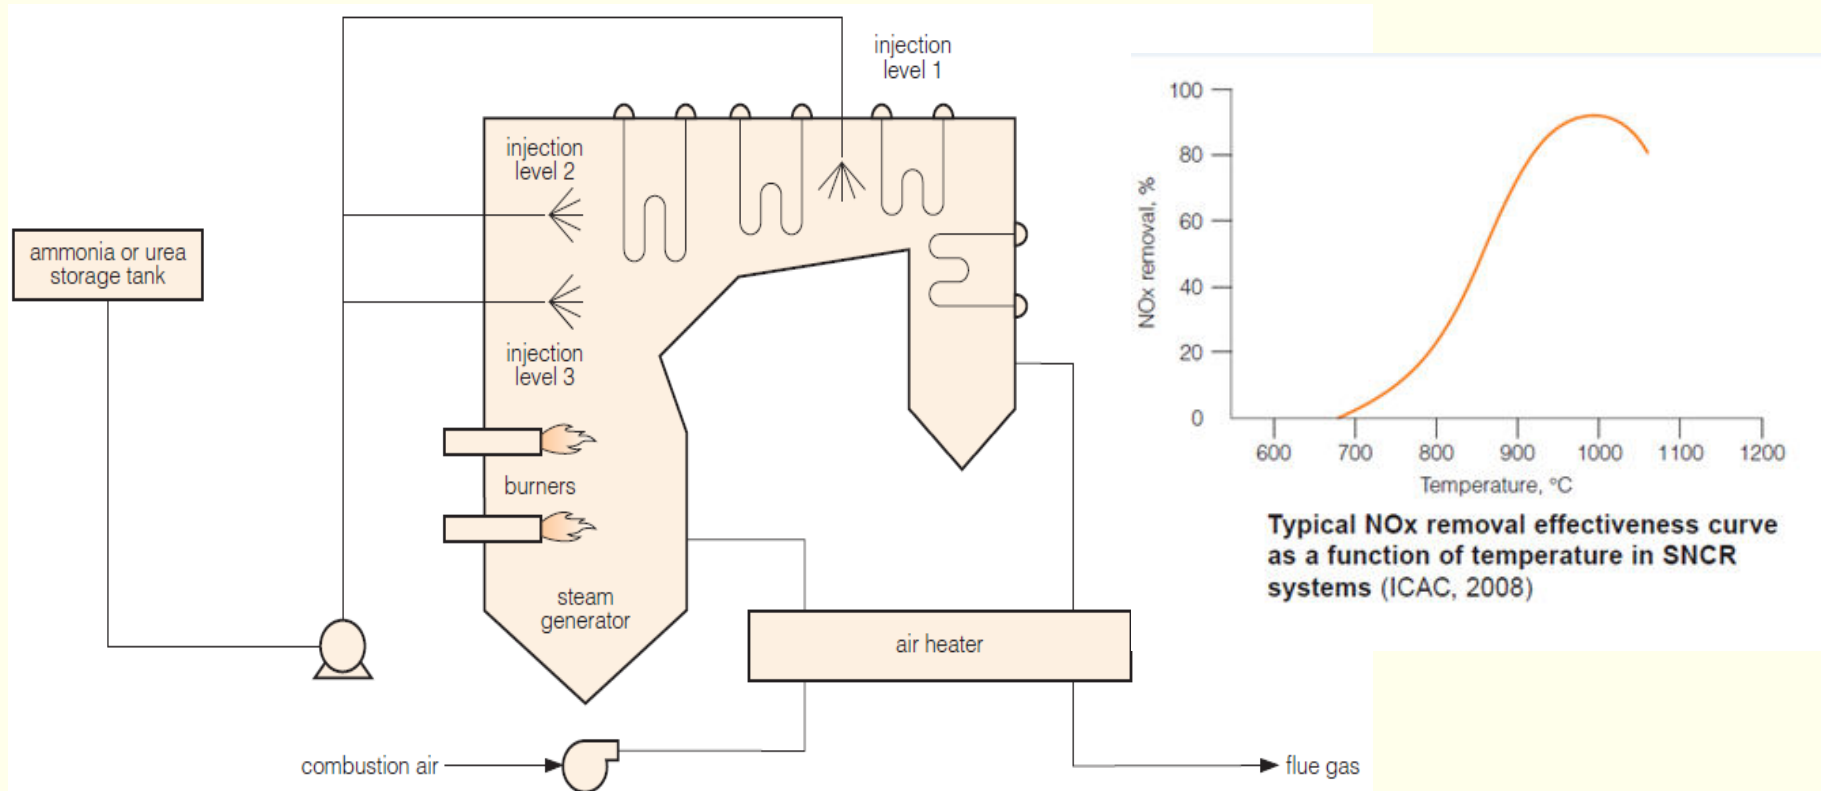 injection
level 1
injection
level 2
ammonia or urea
storage tank
injection
level 3
burners
steam
generator
air heater
combustion air
flue gas
100
80
60
40
20
0
NOx removal, %
600 700 800 900 1000 1100 1200
Temperature, °C
Typical NOx removal effectiveness curve
as a function of temperature in SNCR
systems (ICAC, 2008)